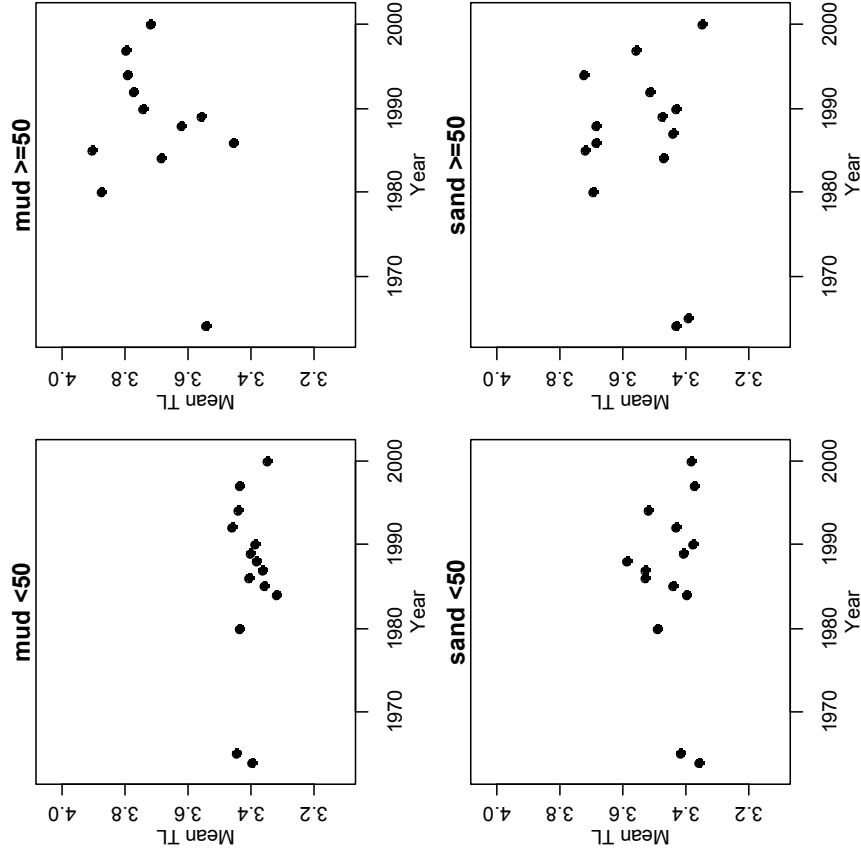 mud <50
Mean TL
4.0
3.8
3.6
3.4
3.2
1970 1980 1990 2000
Year
mud >=50
Mean TL
4.0
3.8
3.6
3.4
3.2
1970 1980 1990 2000
Year
sand <50
Mean TL
4.0
3.8
3.6
3.4
3.2
1970 1980 1990 2000
Year
sand >=50
Mean TL
4.0
3.8
3.6
3.4
3.2
1970 1980 1990 2000
Year